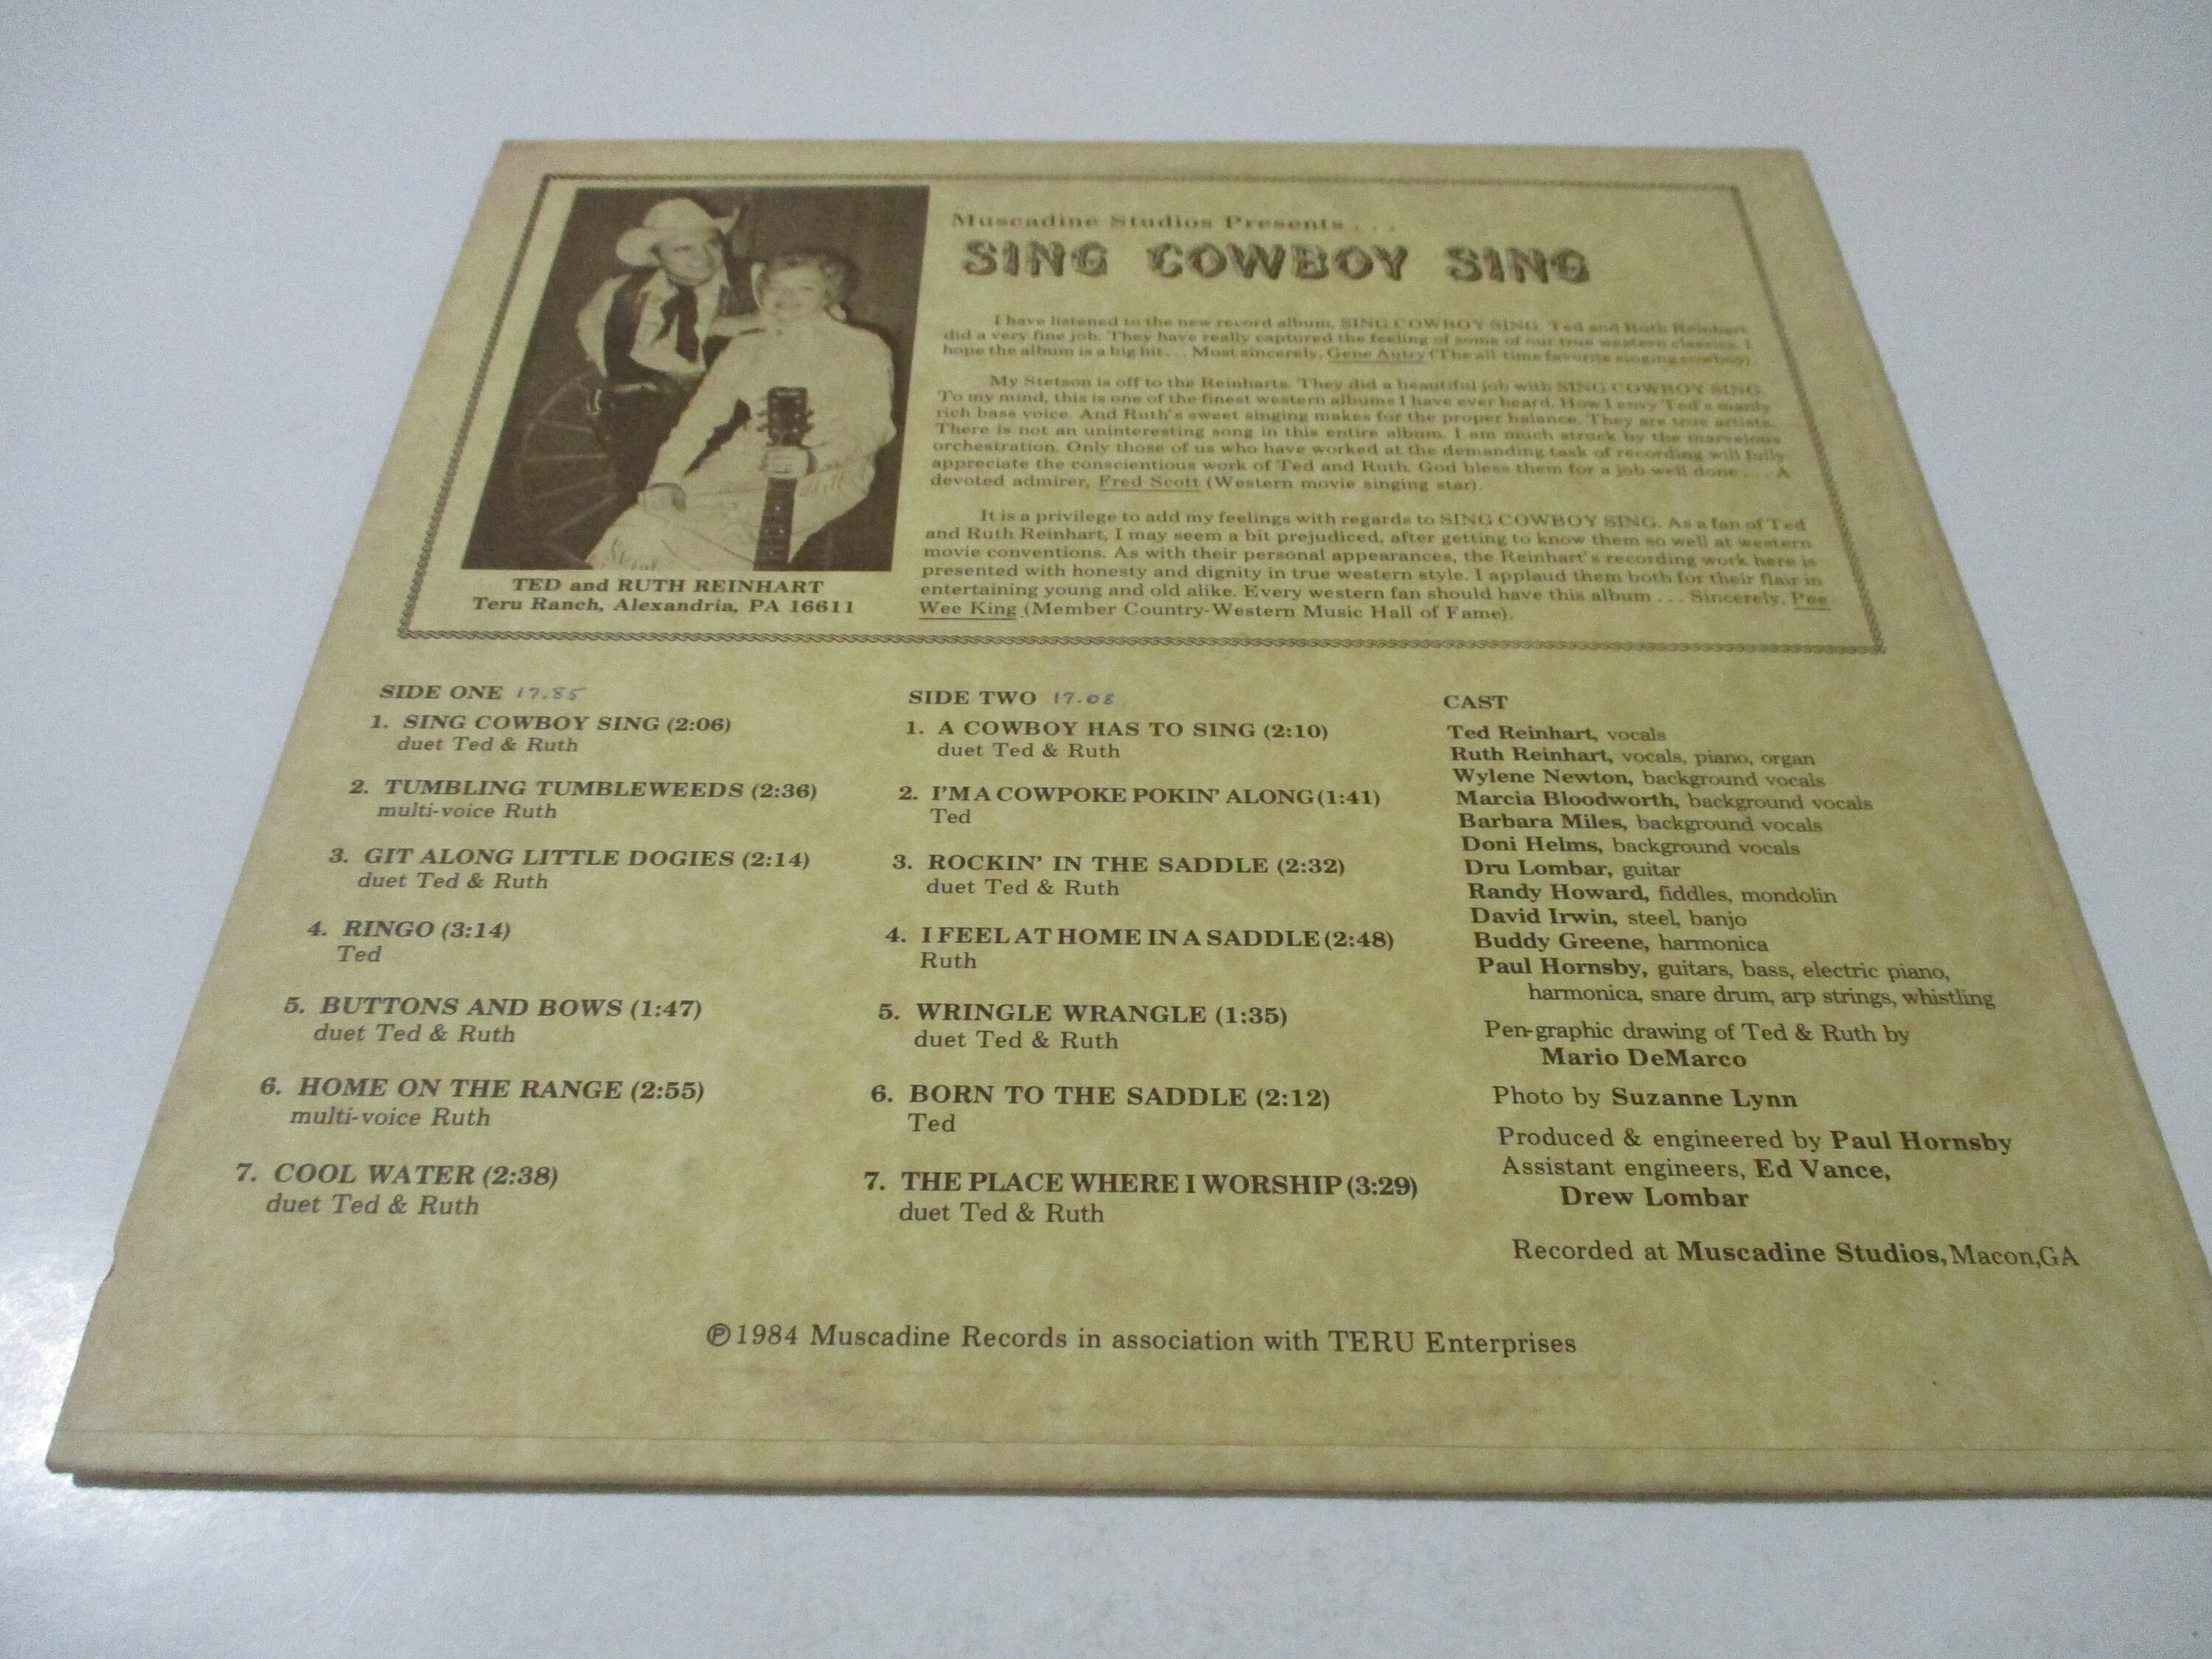 Muscadine Studios Presents . . .
SING COWBOY SING
I have listened to the new record album, SING COWBOY SING. Ted and Ruth Reinhart
did a very fine job. They have really captured the feeling of some of our true western classics. I
hope the album is a big hit . . . Most sincerely, Gene Autry (The all-time favorite singing cowboy)
My Stetson is off to the Reinharts. They did a beautiful job with SING COWBOY SING.
To my mind, this is one of the finest western albums I have ever heard. How I envy Ted's manly
rich bass voice. And Ruth's sweet singing makes for the proper balance. They are true artists.
There is not an uninteresting song in this entire album. I am much struck by the marvelous
orchestration. Only those of us who have worked at the demanding task of recording will fully
appreciate the conscientious work of Ted and Ruth. God bless them for a job well done . . . A
devoted admirer, Fred Scott (Western movie singing star).
It is a privilege to add my feelings with regards to SING COWBOY SING. As a fan of Ted
and Ruth Reinhart, I may seem a bit prejudiced, after getting to know them so well at western
movie conventions. As with their personal appearances, the Reinhart's recording work here is
presented with honesty and dignity in true western style. I applaud them both for their flair in
entertaining young and old alike. Every western fan should have this album . . . Sincerely, Pee
Wee King (Member Country-Western Music Hall of Fame).
TED and RUTH REINHART
Teru Ranch, Alexandria, PA 16611
SIDE ONE 17.85
1. SING COWBOY SING (2:06)
duet Ted & Ruth
2. TUMBLING TUMBLEWEEDS (2:36)
multi-voice Ruth
3. GIT ALONG LITTLE DOGIES (2:14)
duet Ted & Ruth
4. RINGO (3:14)
Ted
5. BUTTONS AND BOWS (1:47)
duet Ted & Ruth
6. HOME ON THE RANGE (2:55)
multi-voice Ruth
7. COOL WATER (2:38)
duet Ted & Ruth
SIDE TWO 17.08
1. A COWBOY HAS TO SING (2:10)
duet Ted & Ruth
2. I'M A COWPOKE POKIN' ALONG (1:41)
Ted
3. ROCKIN' IN THE SADDLE (2:32)
duet Ted & Ruth
4. I FEEL AT HOME IN A SADDLE (2:48)
Ruth
5. WRINGLE WRANGLE (1:35)
duet Ted & Ruth
6. BORN TO THE SADDLE (2:12)
Ted
7. THE PLACE WHERE I WORSHIP (3:29)
duet Ted & Ruth
CAST
Ted Reinhart, vocals
Ruth Reinhart, vocals, piano, organ
Wylene Newton, background vocals
Marcia Bloodworth, background vocals
Barbara Miles, background vocals
Doni Helms, background vocals
Dru Lombar, guitar
Randy Howard, fiddles, mondolin
David Irwin, steel, banjo
Buddy Greene, harmonica
Paul Hornsby, guitars, bass, electric piano,
harmonica, snare drum, arp strings, whistling
Pen-graphic drawing of Ted & Ruth by
Mario DeMarco
Photo by Suzanne Lynn
Produced & engineered by Paul Hornsby
Assistant engineers, Ed Vance,
Drew Lombar
Recorded at Muscadine Studios, Macon, GA
℗1984 Muscadine Records in association with TERU Enterprises